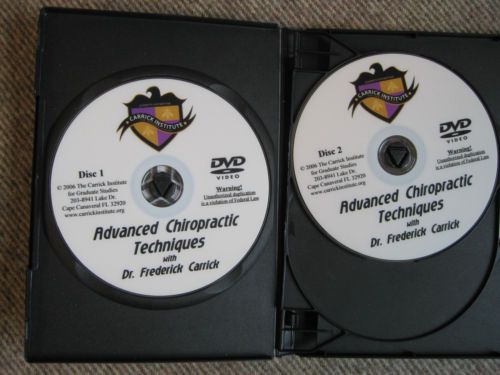 CARRICK INSTITUTE
Disc 1
DVD
VIDEO
© 2006 The Carrick Institute
for Graduate Studies
203-8941 Lake Dr.
Cape Canaveral FL 32920
www.carrickinstitute.org
Warning!
Unauthorized duplication
is a violation of Federal Law
Advanced Chiropractic
Techniques
with
Dr. Frederick Carrick
CARRICK INSTITUTE
Disc 2
DVD
VIDEO
© 2006 The Carrick Institute
for Graduate Studies
203-8941 Lake Dr.
Cape Canaveral FL 32920
www.carrickinstitute.org
Warning!
Unauthorized duplication
is a violation of Federal Law
Advanced Chiropractic
Techniques
with
Dr. Frederick Carrick